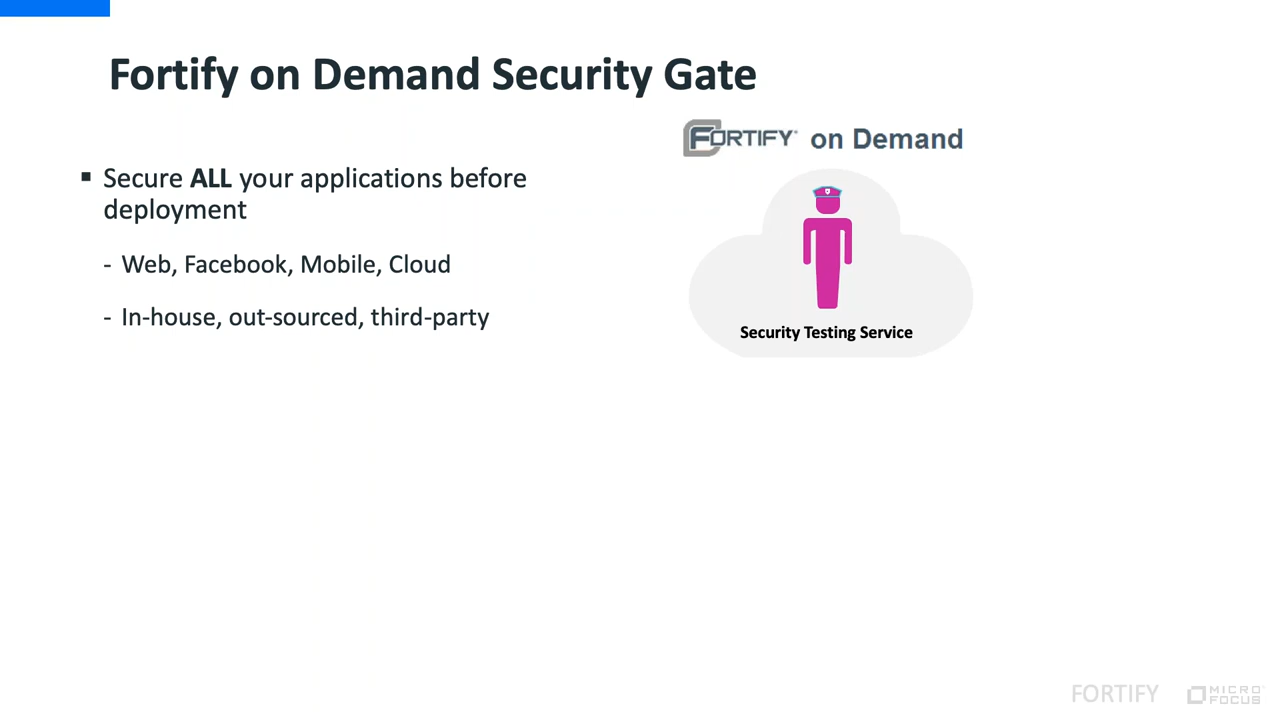 Fortify on Demand Security Gate
FORTIFY on Demand
▪ Secure ALL your applications before
deployment
- Web, Facebook, Mobile, Cloud
- In-house, out-sourced, third-party
Security Testing Service
FORTIFY
MICRO
FOCUS